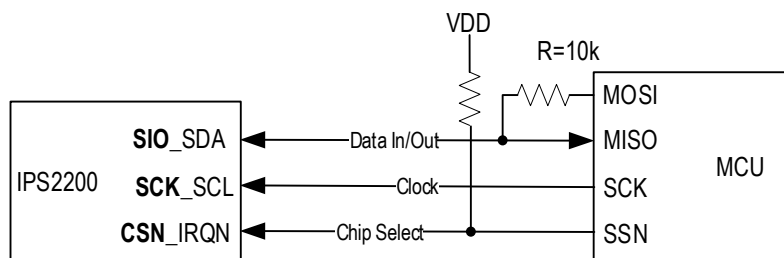 VDD
R=10k
MOSI
SIO_SDA
Data In/Out
MISO
IPS2200
MCU
SCK_SCL
Clock
SCK
CSN_IRQN
Chip Select
SSN